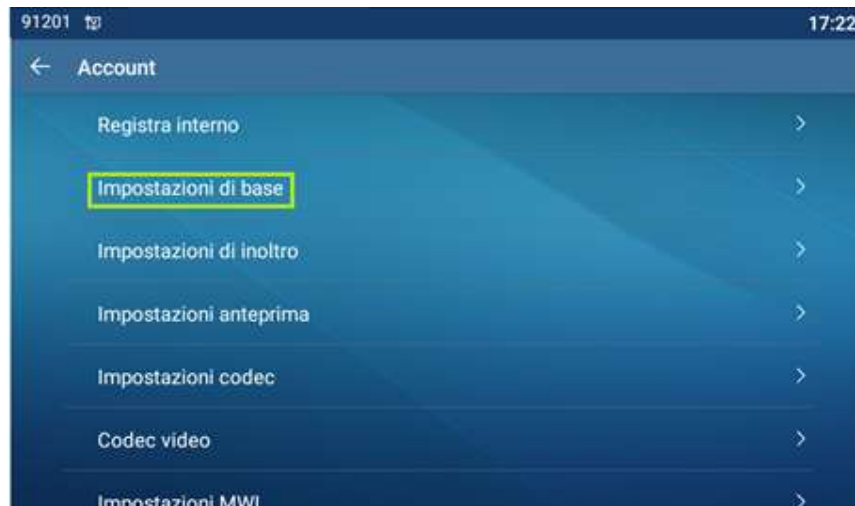 91201 17:22
Account
Registra interno
Impostazioni di base
Impostazioni di inoltro
Impostazioni anteprima
Impostazioni codec
Codec video
Impostazioni MWI